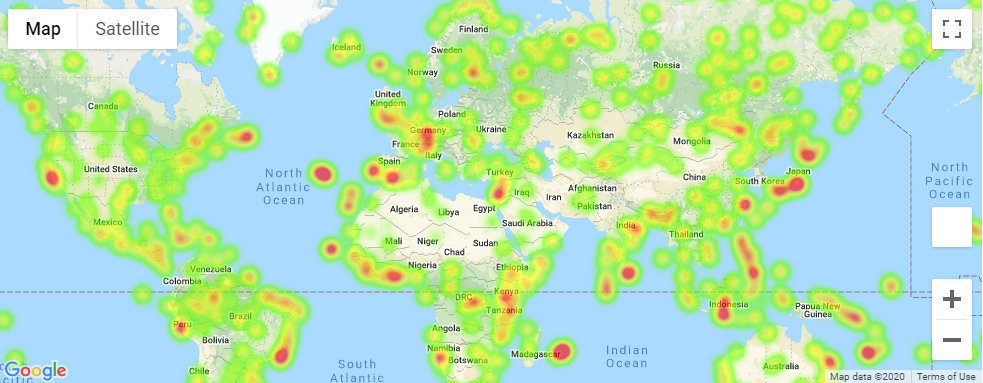 Map Satellite
Finland
Iceland
Sweden
Russia
Norway
Canada
United
Kingdom
Poland
Germany
Ukraine
Kazakhstan
France
Mongolia
Italy
Spain
United States
North
Atlantic
Ocean
Turkey
China
South Korea
Japan
North
Pacific
Ocean
Iraq
Iran
Afghanistan
Pakistan
Algeria
Libya
Egypt
Saudi Arabia
Mexico
India
Thailand
Mali
Niger
Chad
Sudan
Nigeria
Ethiopia
Venezuela
Colombia
DRC
Kenya
Tanzania
Indonesia
Papua New
Guinea
Peru
Brazil
Bolivia
Angola
Namibia
Botswana
Madagascar
Indian
Ocean
Australia
Chile
South
Atlantic
Google
Map data ©2020
Terms of Use